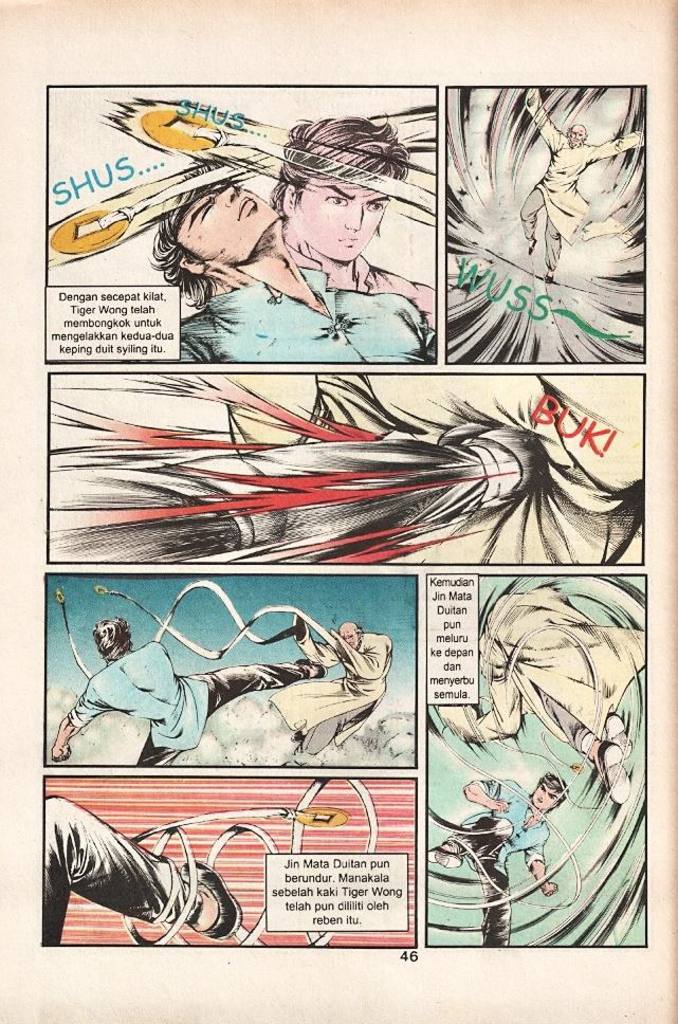 SHUS....
SHUS....
Dengan secepat kilat,
Tiger Wong telah
membongkok untuk
mengelakkan kedua-dua
keping duit syiling itu.
WUSS
BUK!
Kemudian
Jin Mata
Duitan
pun
meluru
ke depan
dan
menyerbu
semula.
Jin Mata Duitan pun
berundur. Manakala
sebelah kaki Tiger Wong
telah pun dililiti oleh
reben itu.
46